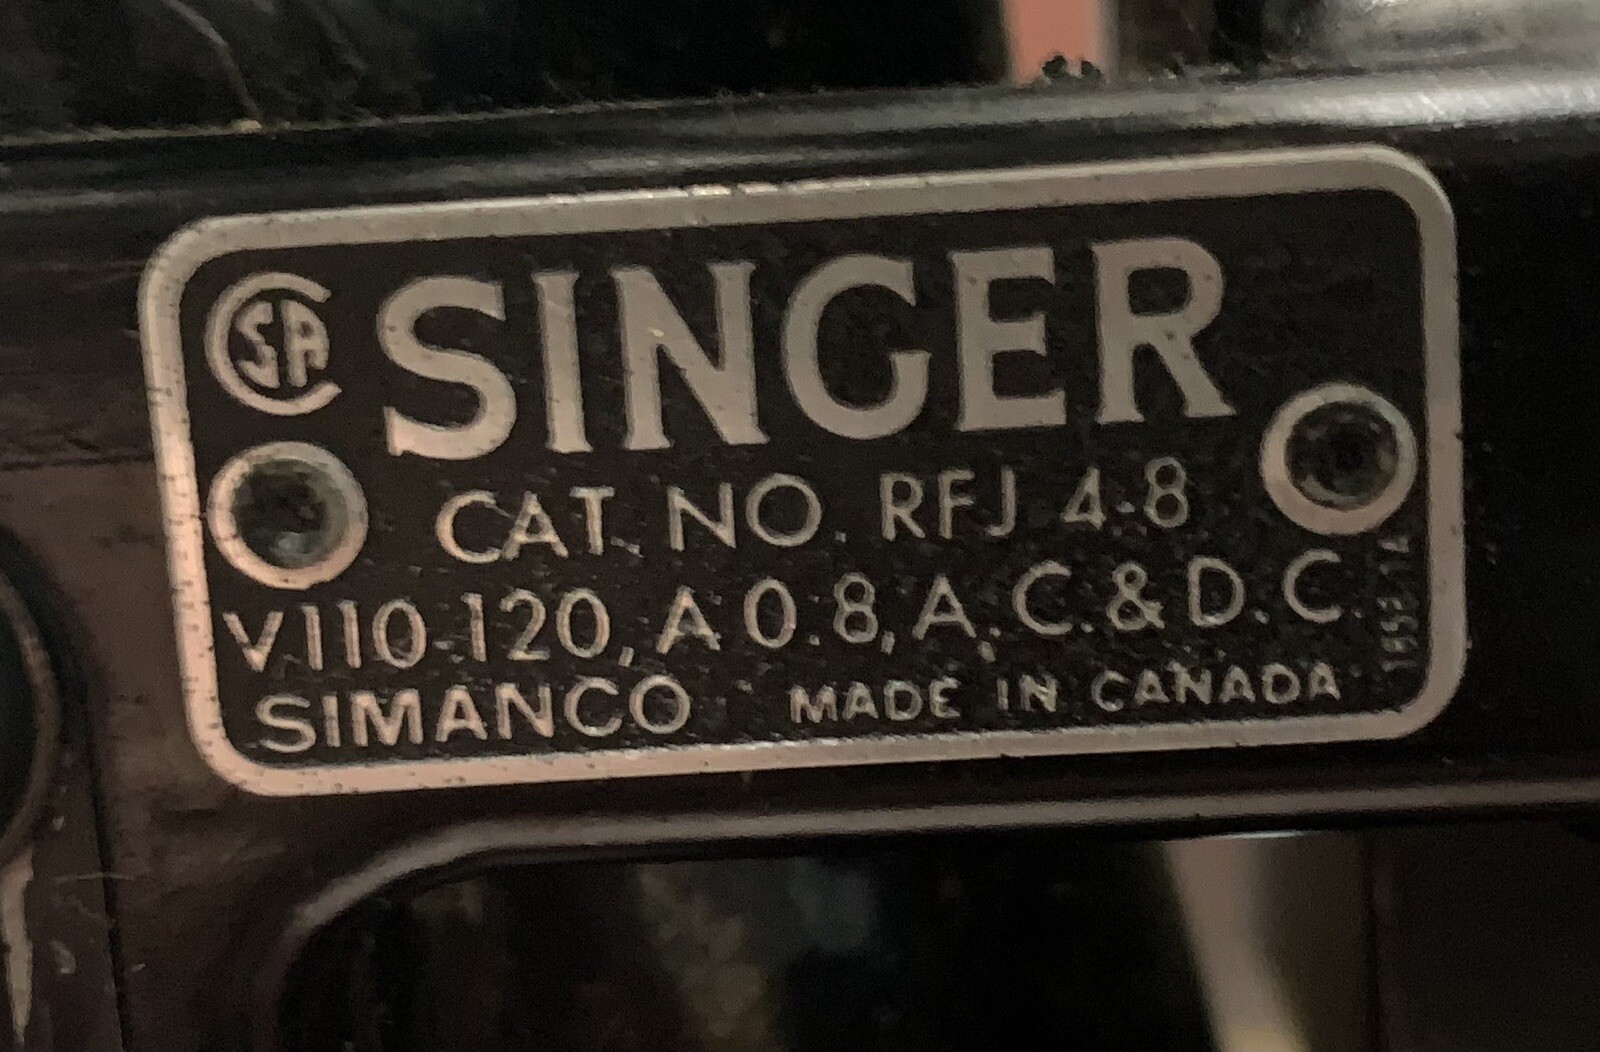 CSA SINGER
CAT. NO. RFJ 4-8
V110-120, A 0.8, A.C. & D.C.
SIMANCO MADE IN CANADA